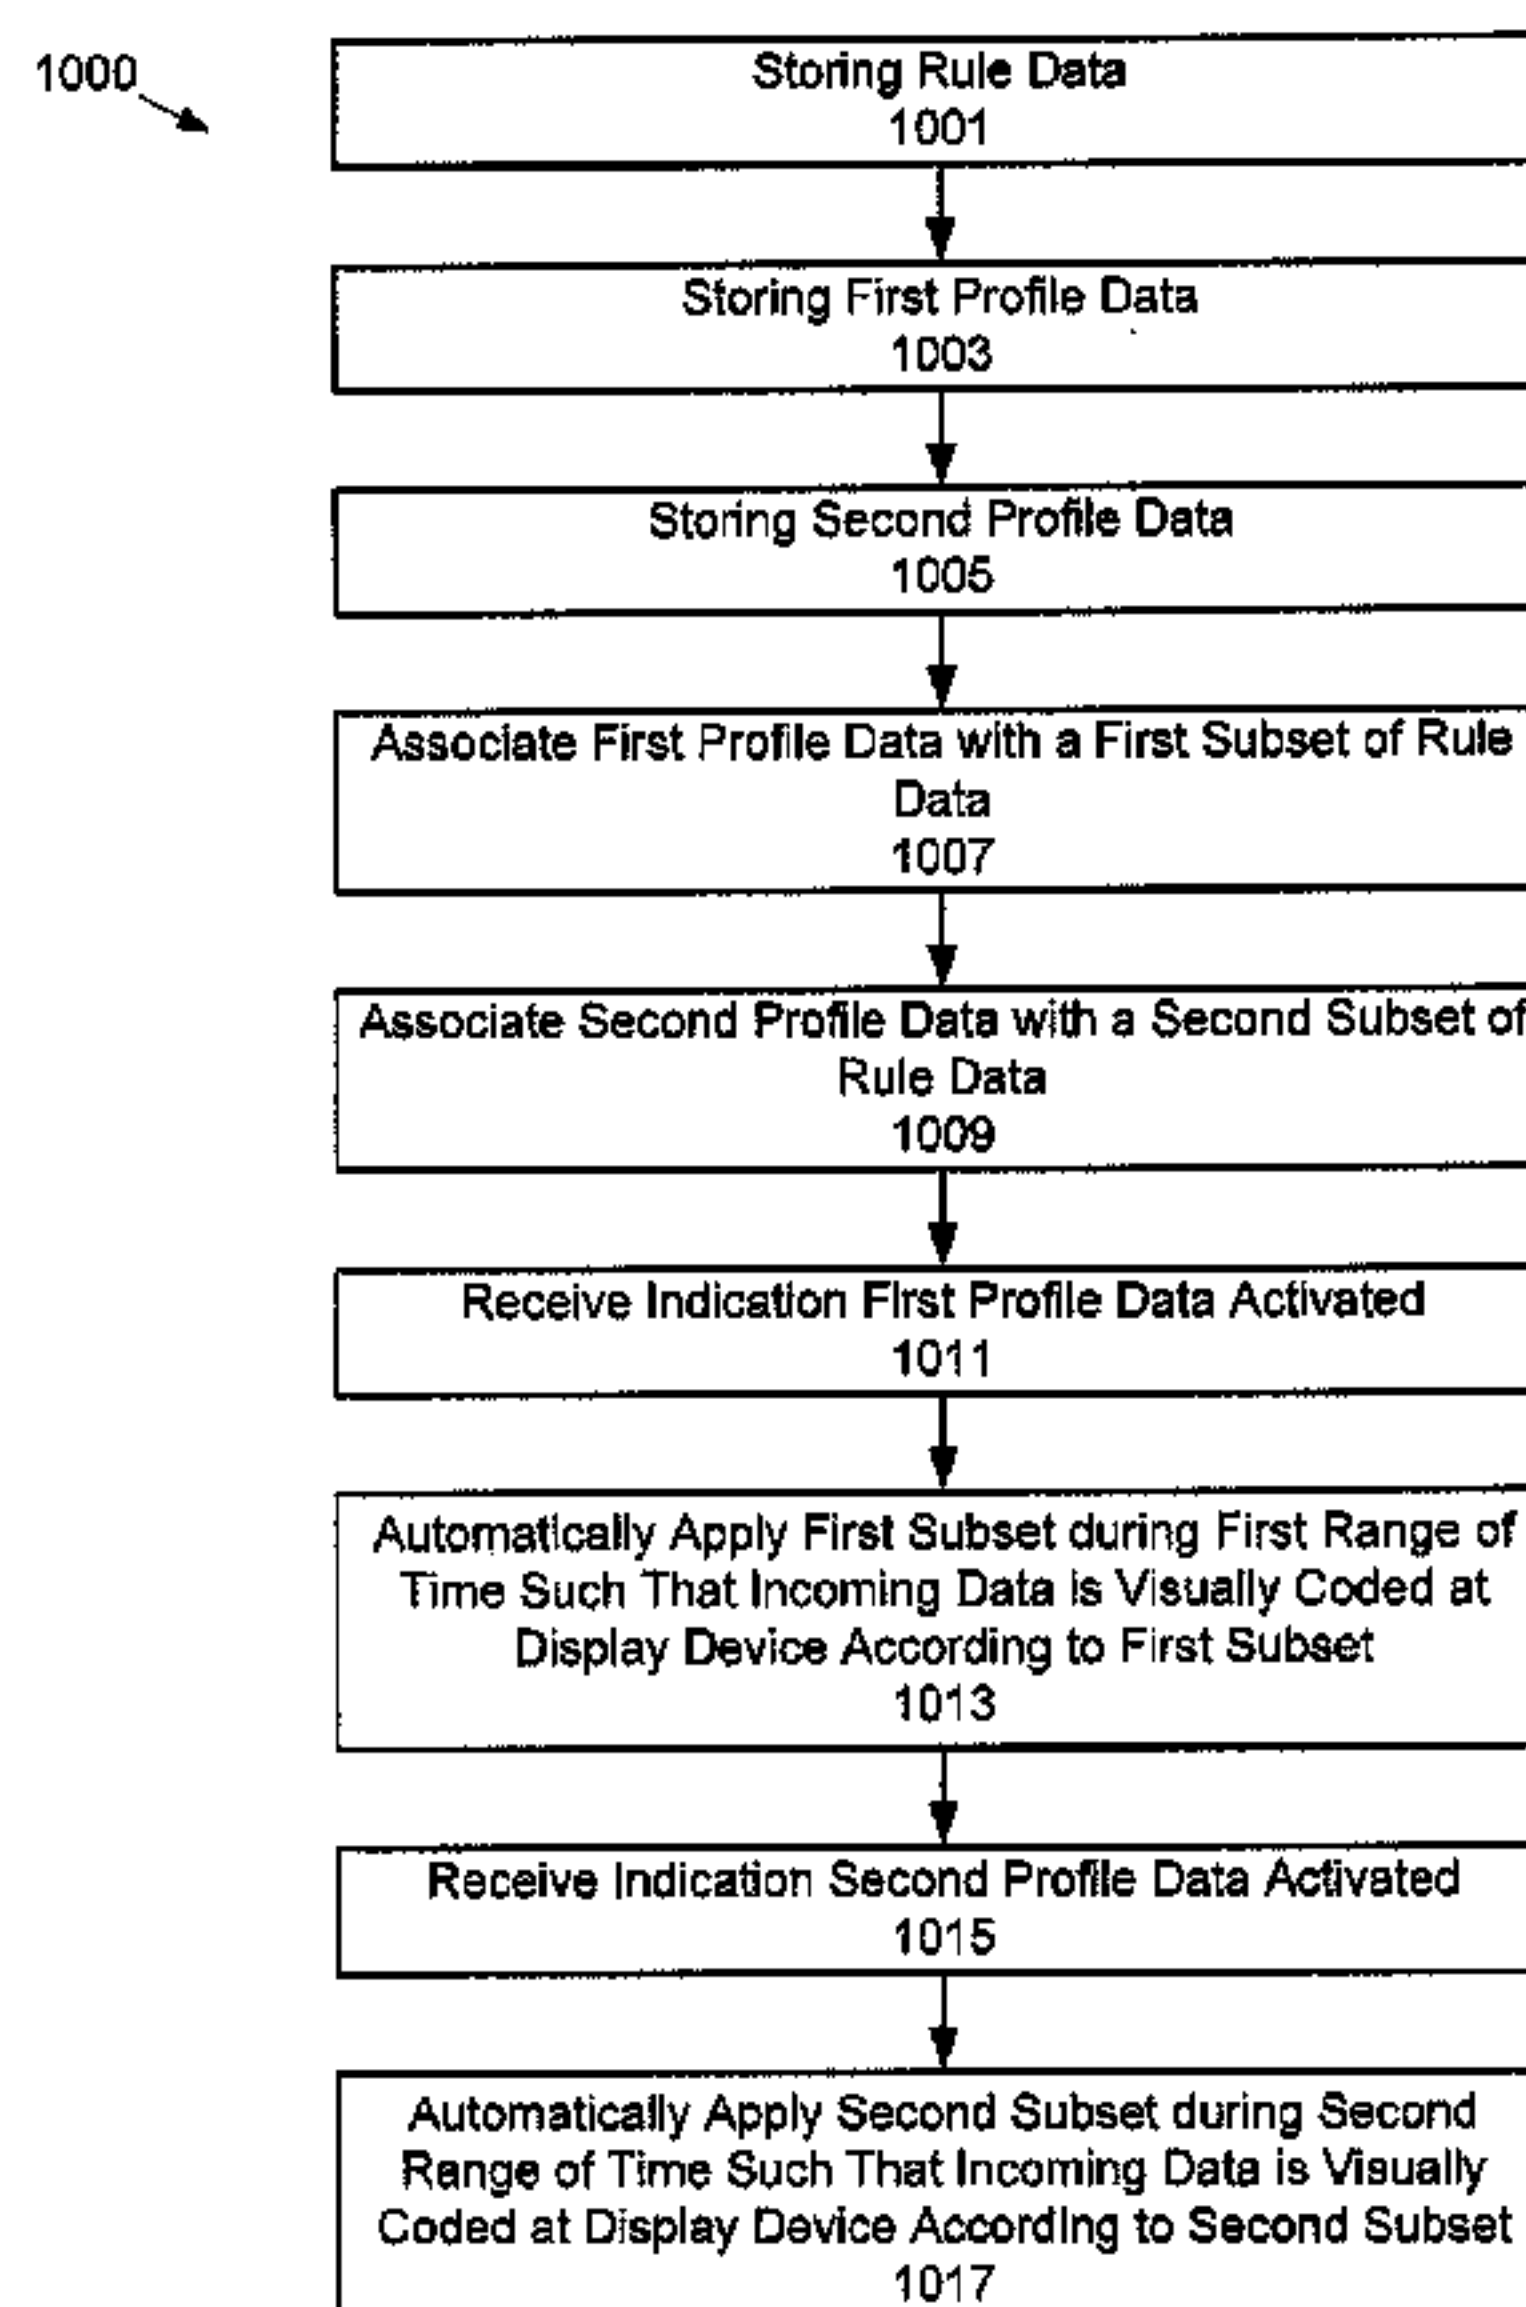 1000
Storing Rule Data
1001
Storing First Profile Data
1003
Storing Second Profile Data
1005
Associate First Profile Data with a First Subset of Rule
Data
1007
Associate Second Profile Data with a Second Subset of
Rule Data
1009
Receive Indication First Profile Data Activated
1011
Automatically Apply First Subset during First Range of
Time Such That Incoming Data is Visually Coded at
Display Device According to First Subset
1013
Receive Indication Second Profile Data Activated
1015
Automatically Apply Second Subset during Second
Range of Time Such That Incoming Data is Visually
Coded at Display Device According to Second Subset
1017